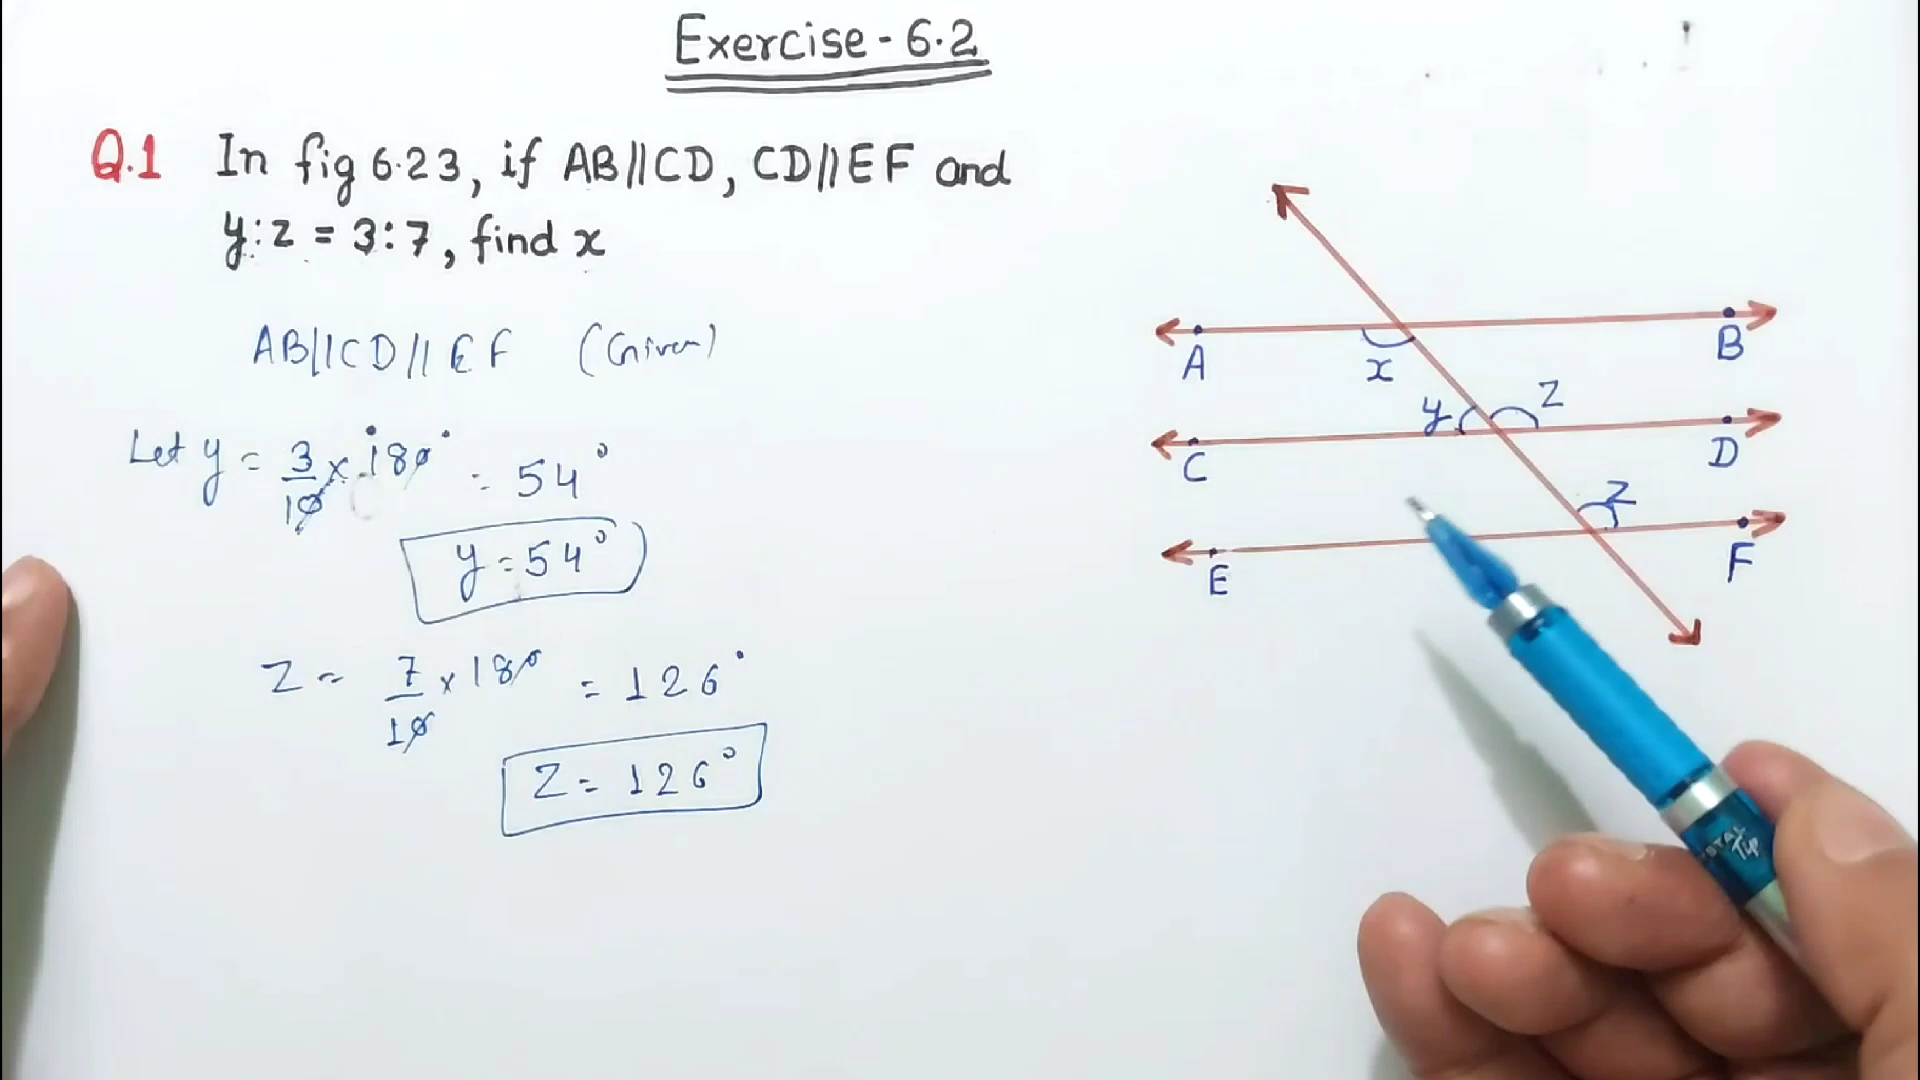 Exercise - 6.2
Q.1 In fig 6.23, if AB||CD, CD||EF and
y:z = 3:7, find x
AB||CD||EF (Given)
Let y = 3/10 x 180° = 54°
y = 54°
Z = 7/10 x 180 = 126°
Z = 126°
A
B
x
y
Z
C
D
Z
E
F